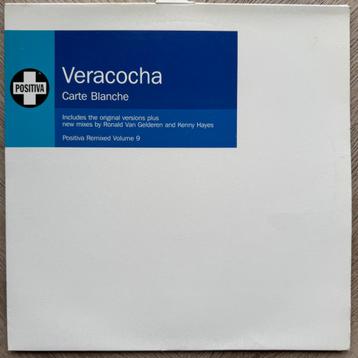 POSITIVA
Veracocha
Carte Blanche
Includes the original versions plus
new mixes by Ronald Van Gelderen and Kenny Hayes
Positiva Remixed Volume 9